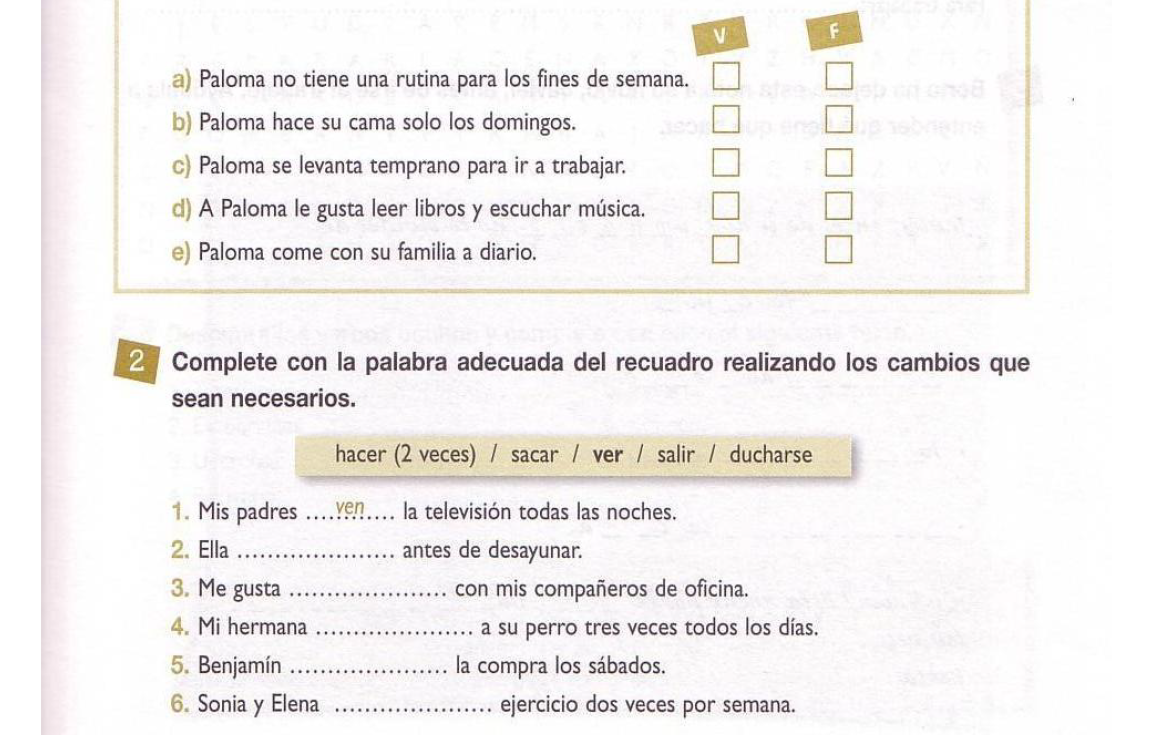 V F
a) Paloma no tiene una rutina para los fines de semana.
b) Paloma hace su cama solo los domingos.
c) Paloma se levanta temprano para ir a trabajar.
d) A Paloma le gusta leer libros y escuchar música.
e) Paloma come con su familia a diario.
2 Complete con la palabra adecuada del recuadro realizando los cambios que
sean necesarios.
hacer (2 veces) / sacar / ver / salir / ducharse
1. Mis padres ....ven.... la televisión todas las noches.
2. Ella .................... antes de desayunar.
3. Me gusta .................... con mis compañeros de oficina.
4. Mi hermana .................... a su perro tres veces todos los días.
5. Benjamín .................... la compra los sábados.
6. Sonia y Elena .................... ejercicio dos veces por semana.